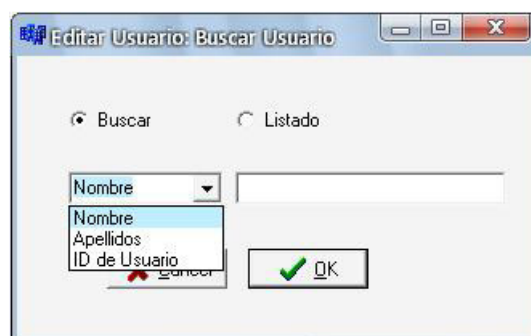 Editar Usuario: Buscar Usuario
Buscar Listado
Nombre
Nombre
Apellidos
ID de Usuario
OK